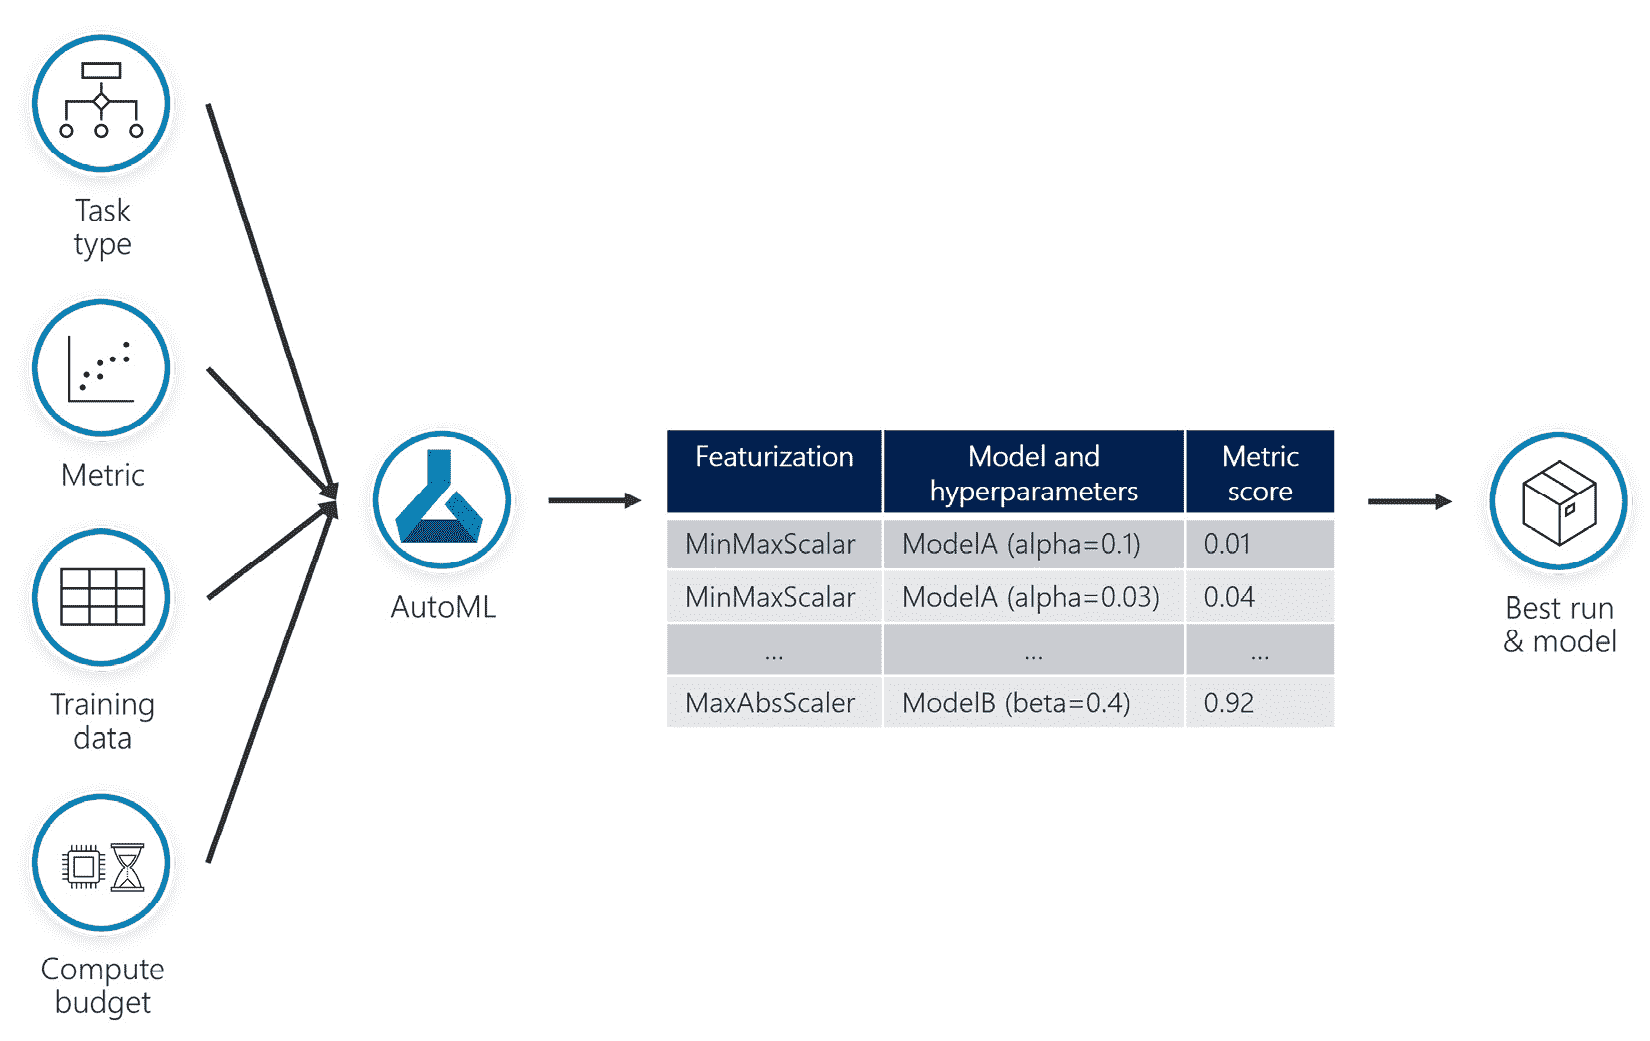 Task
type
Metric
Training
data
Compute
budget
AutoML
Featurization
Model and
hyperparameters
Metric
score
MinMaxScalar
ModelA (alpha=0.1)
0.01
MinMaxScalar
ModelA (alpha=0.03)
0.04
...
...
...
MaxAbsScaler
ModelB (beta=0.4)
0.92
Best run
& model